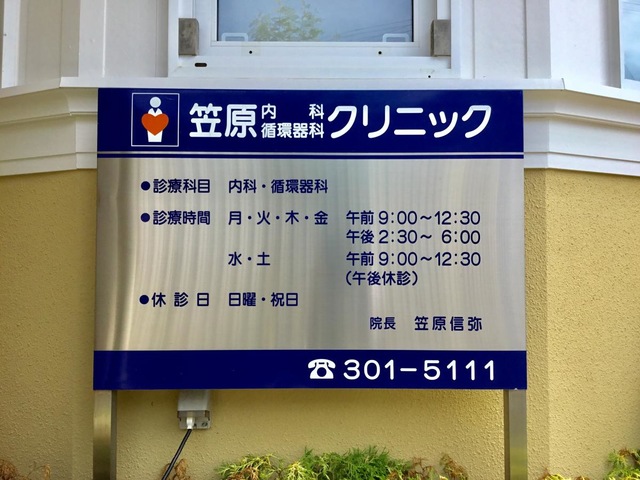 笠原内科循環器科クリニック
●診療科目 内科・循環器科
●診療時間 月・火・木・金 午前 9:00〜12:30
午後 2:30〜 6:00
水・土 午前 9:00〜12:30
(午後休診)
●休診日 日曜・祝日
院長 笠原信弥
☎301-5111